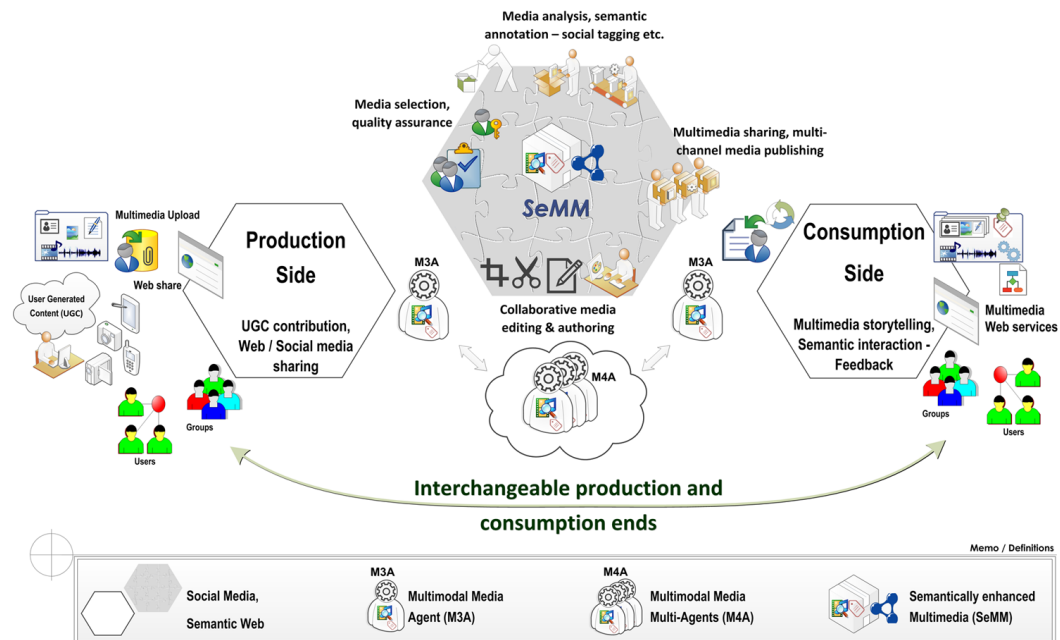 Media analysis, semantic
annotation – social tagging etc.
Media selection,
quality assurance
Multimedia sharing, multi-
channel media publishing
SeMM
Collaborative media
editing & authoring
Multimedia Upload
Web share
User Generated
Content (UGC)
Production
Side
UGC contribution,
Web / Social media
sharing
Groups
Users
M3A
M4A
M3A
Consumption
Side
Multimedia storytelling,
Semantic interaction -
Feedback
Multimedia
Web services
Groups
Users
Interchangeable production and
consumption ends
Memo / Definitions
Social Media,
Semantic Web
M3A
Multimodal Media
Agent (M3A)
M4A
Multimodal Media
Multi-Agents (M4A)
Semantically enhanced
Multimedia (SeMM)